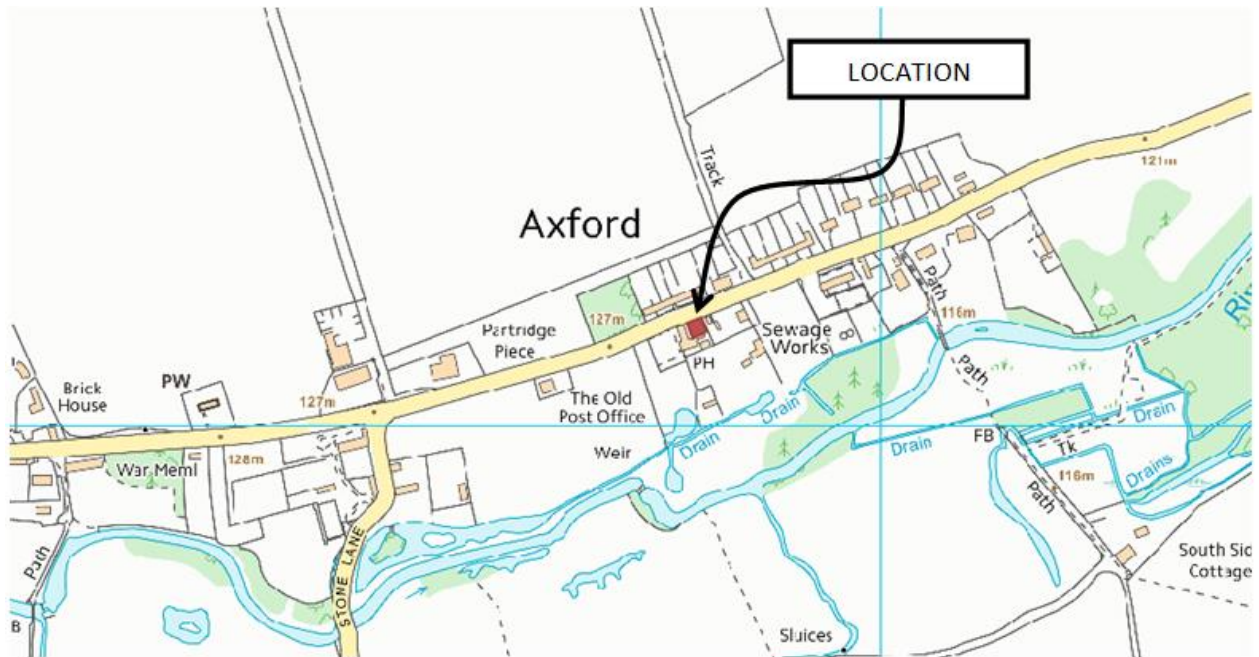 LOCATION
Track
121m
Axford
Path
127m
116m
Partridge
Piece
Sewage
Works
PH
Path
Brick
House
PW
127m
The Old
Post Office
Drain
Drain
Drain
Drain
FB
Weir
Tk
War Meml
128m
116m
Drains
Path
Path
STONE LANE
South Sid
Cottage
B
Sluices